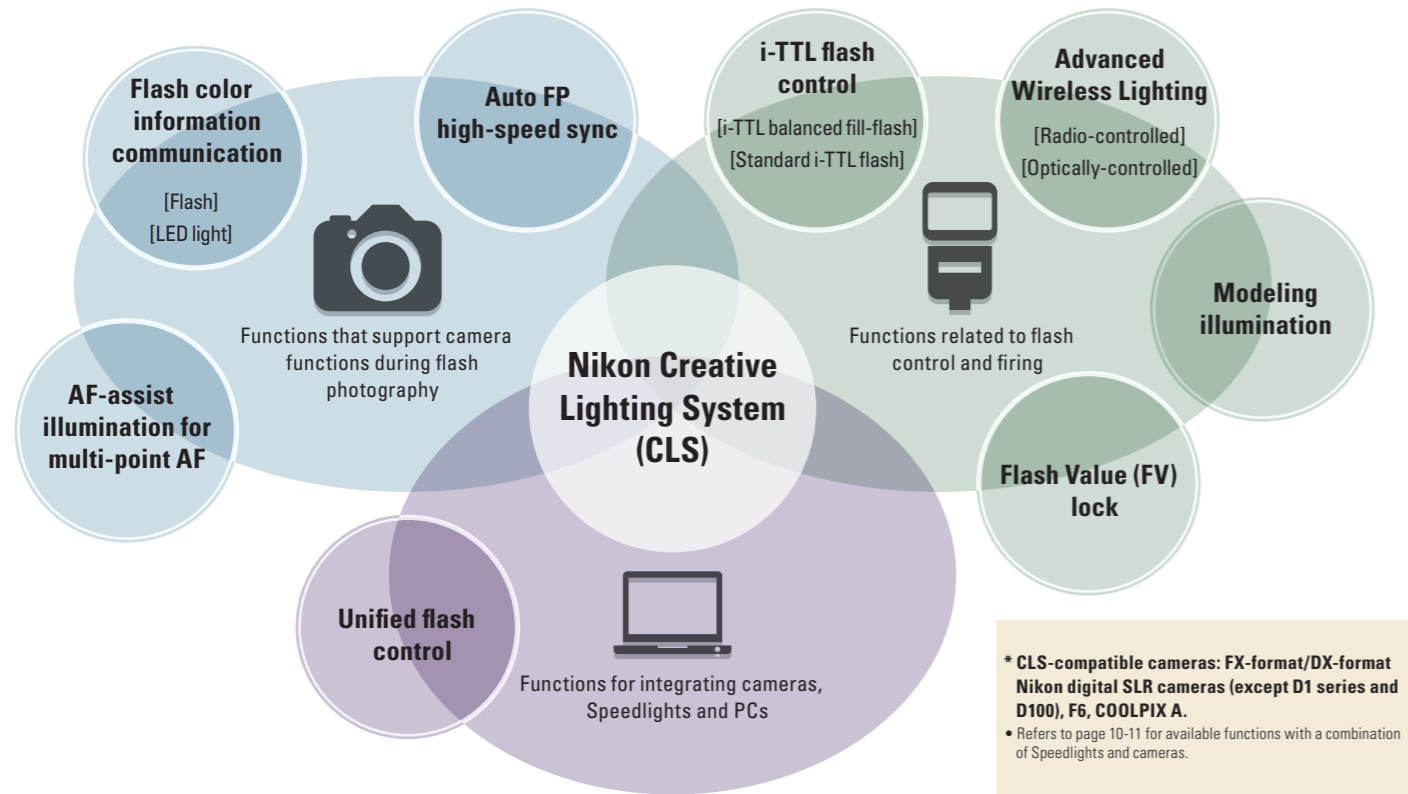 Flash color
information
communication
[Flash]
[LED light]
Auto FP
high-speed sync
i-TTL flash
control
[i-TTL balanced fill-flash]
[Standard i-TTL flash]
Advanced
Wireless Lighting
[Radio-controlled]
[Optically-controlled]
Modeling
illumination
Functions that support camera
functions during flash
photography
Functions related to flash
control and firing
Nikon Creative
Lighting System
(CLS)
AF-assist
illumination for
multi-point AF
Flash Value (FV)
lock
Unified flash
control
Functions for integrating cameras,
Speedlights and PCs
* CLS-compatible cameras: FX-format/DX-format
Nikon digital SLR cameras (except D1 series and
D100), F6, COOLPIX A.
• Refers to page 10-11 for available functions with a combination
of Speedlights and cameras.